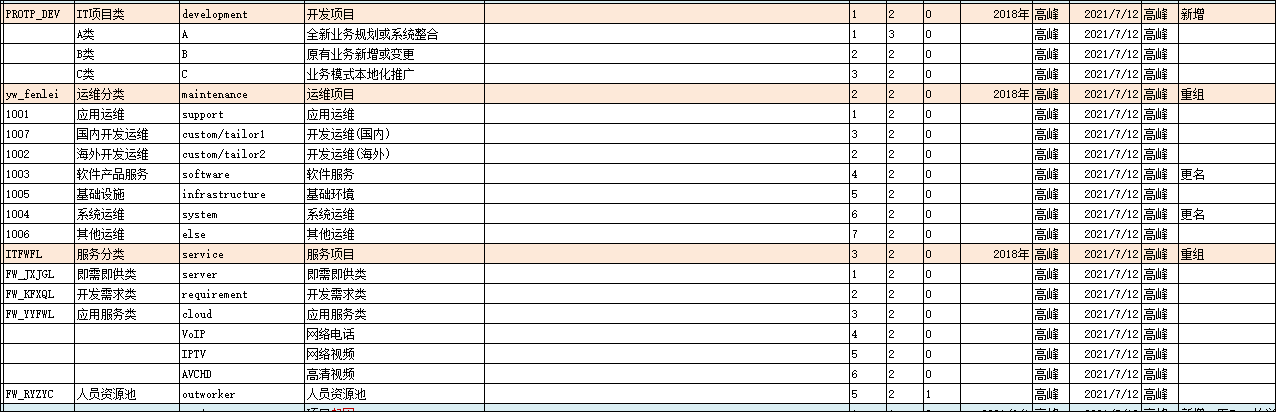 PROTP_DEV IT项目类 development 开发项目 1 2 0 2018年 高峰 2021/7/12 高峰 新增
A类 A 全新业务规划或系统整合 1 3 0 高峰 2021/7/12 高峰
B类 B 原有业务新增或变更 2 2 0 高峰 2021/7/12 高峰
C类 C 业务模式本地化推广 3 2 0 高峰 2021/7/12 高峰
yw_fenlei 运维分类 maintenance 运维项目 2 2 0 2018年 高峰 2021/7/12 高峰 重组
1001 应用运维 support 应用运维 1 2 0 高峰 2021/7/12 高峰
1007 国内开发运维 custom/tailor1 开发运维(国内) 3 2 0 高峰 2021/7/12 高峰
1002 海外开发运维 custom/tailor2 开发运维(海外) 2 2 0 高峰 2021/7/12 高峰
1003 软件产品服务 software 软件服务 4 2 0 高峰 2021/7/12 高峰 更名
1005 基础设施 infrastructure 基础环境 5 2 0 高峰 2021/7/12 高峰
1004 系统运维 system 系统运维 6 2 0 高峰 2021/7/12 高峰 更名
1006 其他运维 else 其他运维 7 2 0 高峰 2021/7/12 高峰
ITFWFL 服务分类 service 服务项目 3 2 0 2018年 高峰 2021/7/12 高峰 重组
FW_JXJGL 即需即供类 server 即需即供类 1 2 0 高峰 2021/7/12 高峰
FW_KFXQL 开发需求类 requirement 开发需求类 2 2 0 高峰 2021/7/12 高峰
FW_YYFWL 应用服务类 cloud 应用服务类 3 2 0 高峰 2021/7/12 高峰
VoIP 网络电话 4 2 0 高峰 2021/7/12 高峰
IPTV 网络视频 5 2 0 高峰 2021/7/12 高峰
AVCHD 高清视频 6 2 0 高峰 2021/7/12 高峰
FW_RYZYC 人员资源池 outworker 人员资源池 5 2 1 高峰 2021/7/12 高峰